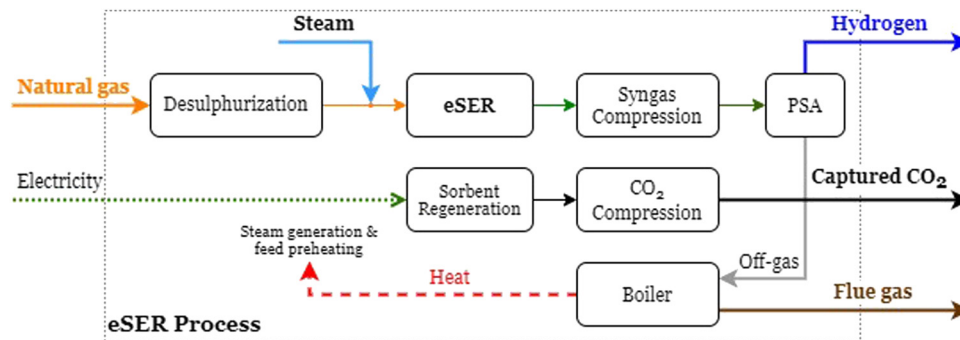 Steam
Hydrogen
Natural gas
Desulphurization
eSER
Syngas
Compression
PSA
Electricity
Sorbent
Regeneration
CO₂
Compression
Captured CO₂
Steam generation &
feed preheating
Heat
Boiler
Off-gas
Flue gas
eSER Process